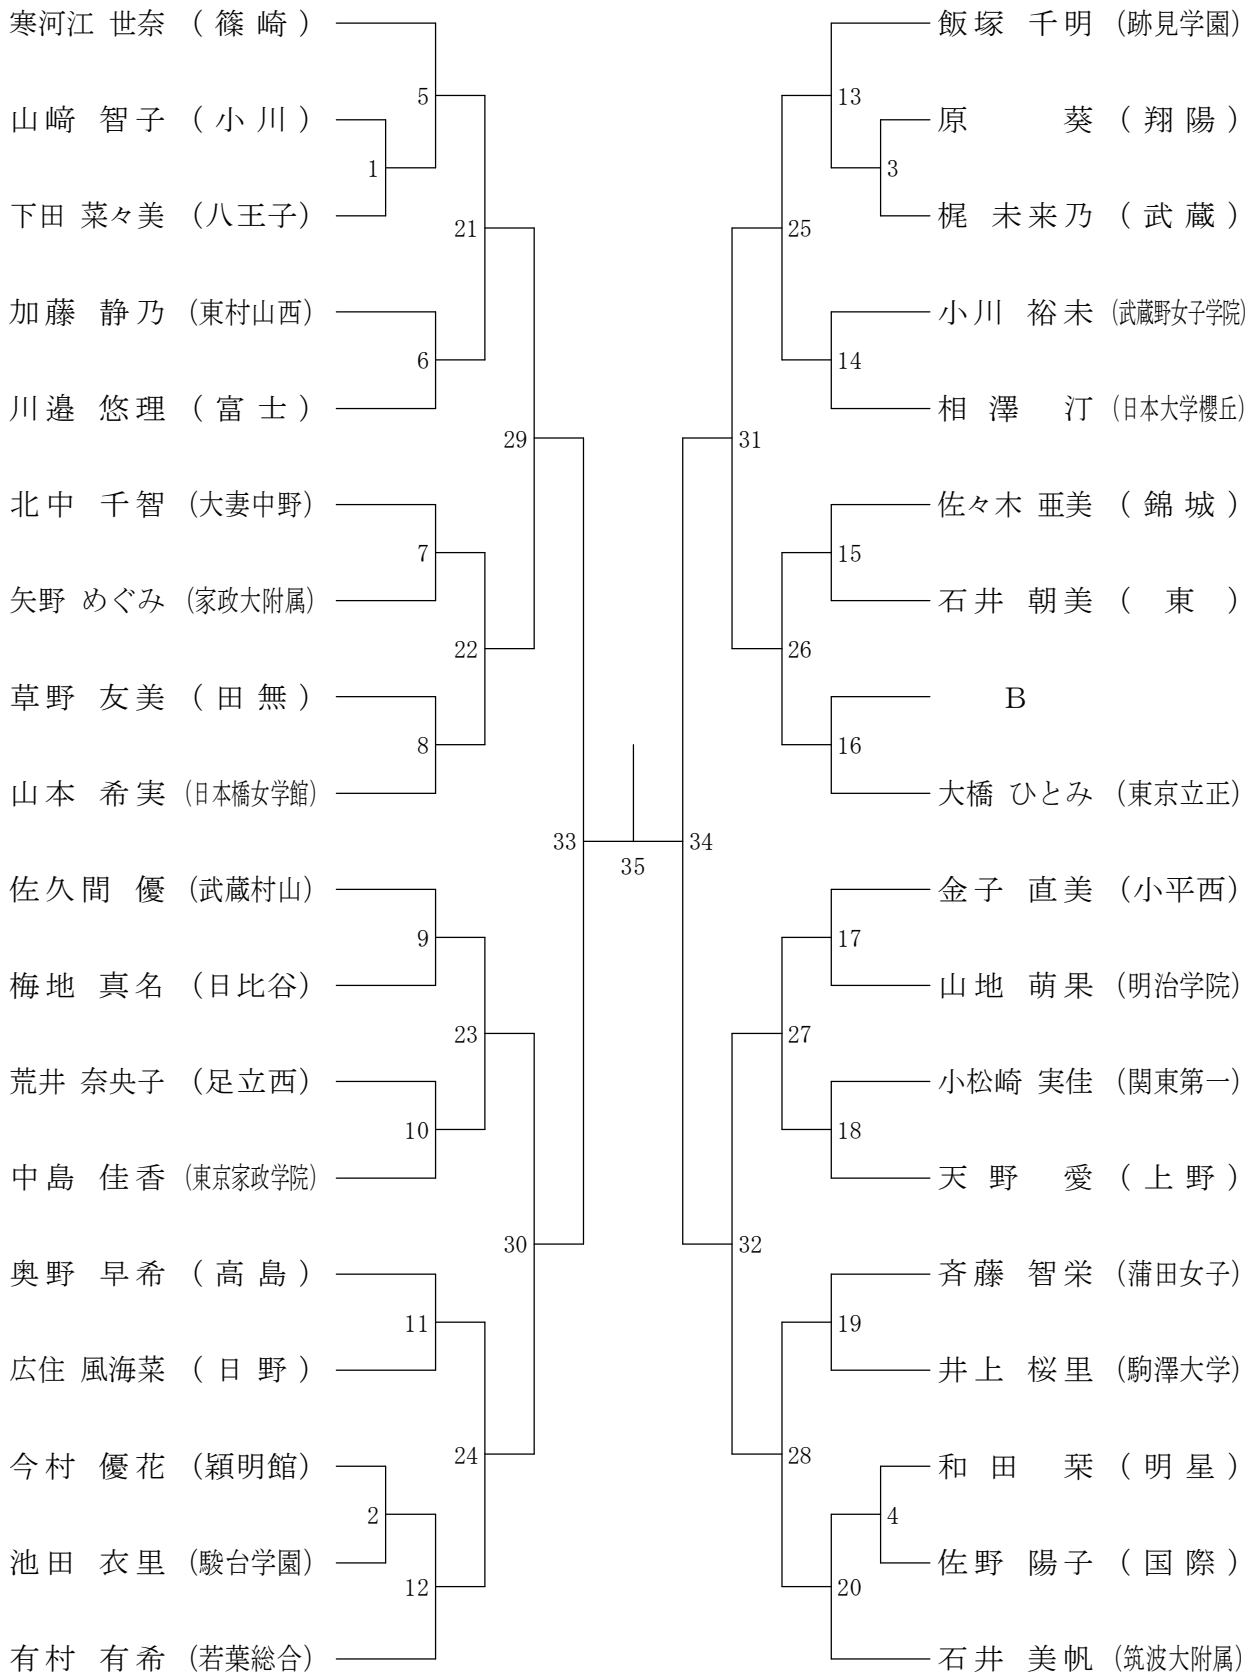 寒河江 世奈 （篠崎）
山﨑 智子 （小川）
下田 菜々美 （八王子）
加藤 静乃 （東村山西）
川邉 悠理 （富士）
北中 千智 （大妻中野）
矢野 めぐみ （家政大附属）
草野 友美 （田無）
山本 希実 （日本橋女学館）
佐久間 優 （武蔵村山）
梅地 真名 （日比谷）
荒井 奈央子 （足立西）
中島 佳香 （東京家政学院）
奥野 早希 （高島）
広住 風海菜 （日野）
今村 優花 （穎明館）
池田 衣里 （駿台学園）
有村 有希 （若葉総合）
1
2
5
6
7
8
9
10
11
12
21
22
23
24
29
30
33
35
34
31
32
25
26
27
28
13
14
15
16
17
18
19
20
3
4
飯塚 千明 （跡見学園）
原 葵 （翔陽）
梶 未来乃 （武蔵）
小川 裕未 （武蔵野女子学院）
相澤 汀 （日本大学櫻丘）
佐々木 亜美 （錦城）
石井 朝美 （東）
B
大橋 ひとみ （東京立正）
金子 直美 （小平西）
山地 萌果 （明治学院）
小松崎 実佳 （関東第一）
天野 愛 （上野）
斉藤 智栄 （蒲田女子）
井上 桜里 （駒澤大学）
和田 栞 （明星）
佐野 陽子 （国際）
石井 美帆 （筑波大附属）